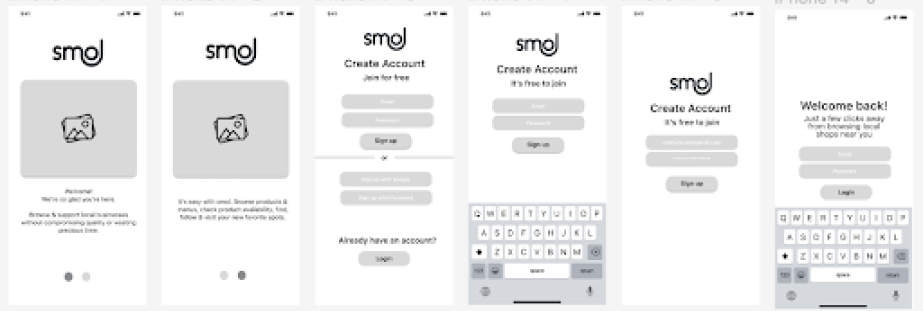 iPhone 14 - 6
9:41
smol
Welcome!
We're so glad you're here.
Browse & support local businesses
without compromising quality or wasting
precious time.
9:41
smol
It's easy with smol. Browse products &
menus, check product availability, find,
follow & visit your new favorite spots.
9:41
smol
Create Account
Join for free
Email
Password
Sign up
or
Sign up with Google
Sign up with Facebook
Already have an account?
Login
9:41
smol
Create Account
It's free to join
Email
Password
Sign up
Q W E R T Y U I O P
A S D F G H J K L
Z X C V B N M
123
space
return
9:41
smol
Create Account
It's free to join
Sign up
9:41
Welcome back!
Just a few clicks away
from browsing local
shops near you
Email
Password
Login
Q W E R T Y U I O P
A S D F G H J K L
Z X C V B N M
123
space
return